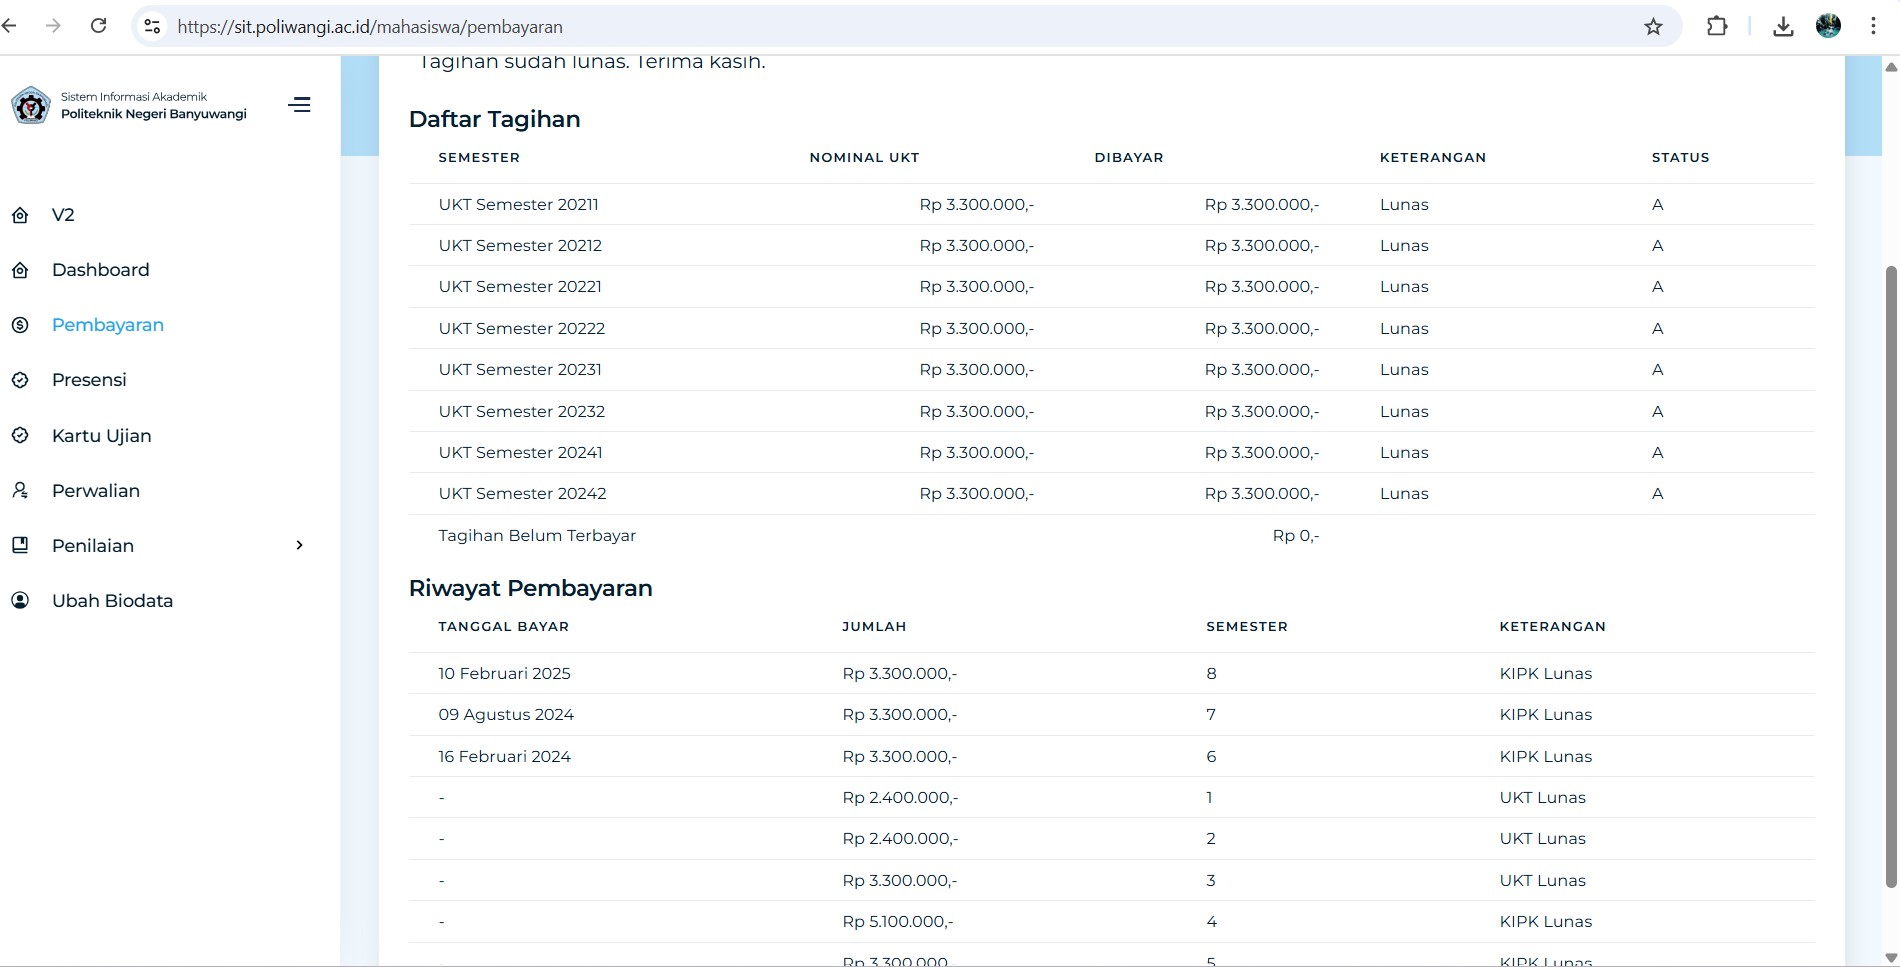 https://sit.poliwangi.ac.id/mahasiswa/pembayaran
Sistem Informasi Akademik
Politeknik Negeri Banyuwangi
V2
Dashboard
Pembayaran
Presensi
Kartu Ujian
Perwalian
Penilaian
Ubah Biodata
Tagihan sudah lunas. Terima kasih.
Daftar Tagihan
SEMESTER NOMINAL UKT DIBAYAR KETERANGAN STATUS
UKT Semester 20211 Rp 3.300.000,- Rp 3.300.000,- Lunas A
UKT Semester 20212 Rp 3.300.000,- Rp 3.300.000,- Lunas A
UKT Semester 20221 Rp 3.300.000,- Rp 3.300.000,- Lunas A
UKT Semester 20222 Rp 3.300.000,- Rp 3.300.000,- Lunas A
UKT Semester 20231 Rp 3.300.000,- Rp 3.300.000,- Lunas A
UKT Semester 20232 Rp 3.300.000,- Rp 3.300.000,- Lunas A
UKT Semester 20241 Rp 3.300.000,- Rp 3.300.000,- Lunas A
UKT Semester 20242 Rp 3.300.000,- Rp 3.300.000,- Lunas A
Tagihan Belum Terbayar Rp 0,-
Riwayat Pembayaran
TANGGAL BAYAR JUMLAH SEMESTER KETERANGAN
10 Februari 2025 Rp 3.300.000,- 8 KIPK Lunas
09 Agustus 2024 Rp 3.300.000,- 7 KIPK Lunas
16 Februari 2024 Rp 3.300.000,- 6 KIPK Lunas
- Rp 2.400.000,- 1 UKT Lunas
- Rp 2.400.000,- 2 UKT Lunas
- Rp 3.300.000,- 3 UKT Lunas
- Rp 5.100.000,- 4 KIPK Lunas
- Rp 3.300.000,- 5 KIPK Lunas